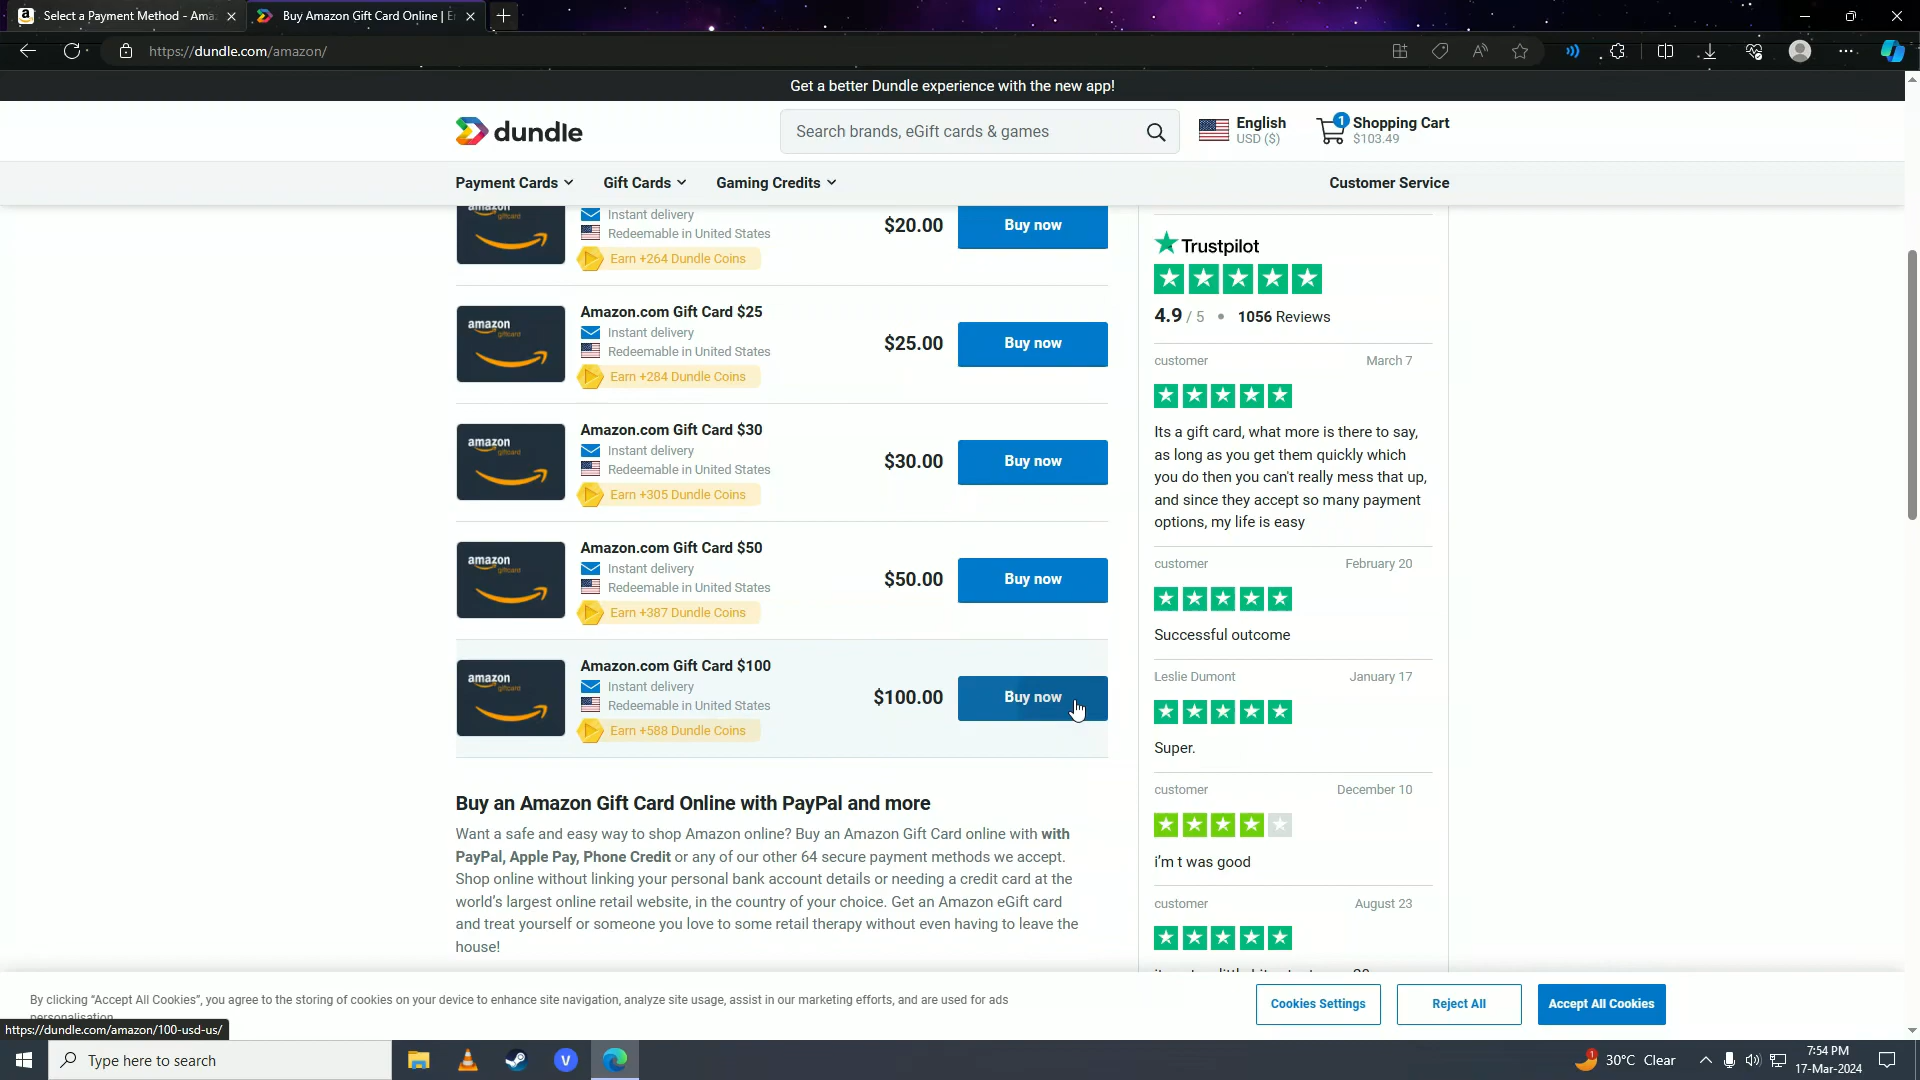 Select a Payment Method - Ama
Buy Amazon Gift Card Online | E
https://dundle.com/amazon/
Get a better Dundle experience with the new app!
dundle
Search brands, eGift cards & games
English
USD ($)
1
Shopping Cart
$103.49
Payment Cards
Gift Cards
Gaming Credits
Customer Service
amazon
giftcard
Instant delivery
Redeemable in United States
Earn +264 Dundle Coins
$20.00
Buy now
amazon
giftcard
Amazon.com Gift Card $25
Instant delivery
Redeemable in United States
Earn +284 Dundle Coins
$25.00
Buy now
amazon
giftcard
Amazon.com Gift Card $30
Instant delivery
Redeemable in United States
Earn +305 Dundle Coins
$30.00
Buy now
amazon
giftcard
Amazon.com Gift Card $50
Instant delivery
Redeemable in United States
Earn +387 Dundle Coins
$50.00
Buy now
amazon
giftcard
Amazon.com Gift Card $100
Instant delivery
Redeemable in United States
Earn +588 Dundle Coins
$100.00
Buy now
Buy an Amazon Gift Card Online with PayPal and more
Want a safe and easy way to shop Amazon online? Buy an Amazon Gift Card online with with
PayPal, Apple Pay, Phone Credit or any of our other 64 secure payment methods we accept.
Shop online without linking your personal bank account details or needing a credit card at the
world's largest online retail website, in the country of your choice. Get an Amazon eGift card
and treat yourself or someone you love to some retail therapy without even having to leave the
house!
Trustpilot
4.9 / 5 • 1056 Reviews
customer
March 7
Its a gift card, what more is there to say,
as long as you get them quickly which
you do then you can't really mess that up,
and since they accept so many payment
options, my life is easy
customer
February 20
Successful outcome
Leslie Dumont
January 17
Super.
customer
December 10
i'm t was good
customer
August 23
By clicking "Accept All Cookies", you agree to the storing of cookies on your device to enhance site navigation, analyze site usage, assist in our marketing efforts, and are used for ads
personalisation
Cookies Settings
Reject All
Accept All Cookies
https://dundle.com/amazon/100-usd-us/
Type here to search
V
1
30°C Clear
7:54 PM
17-Mar-2024